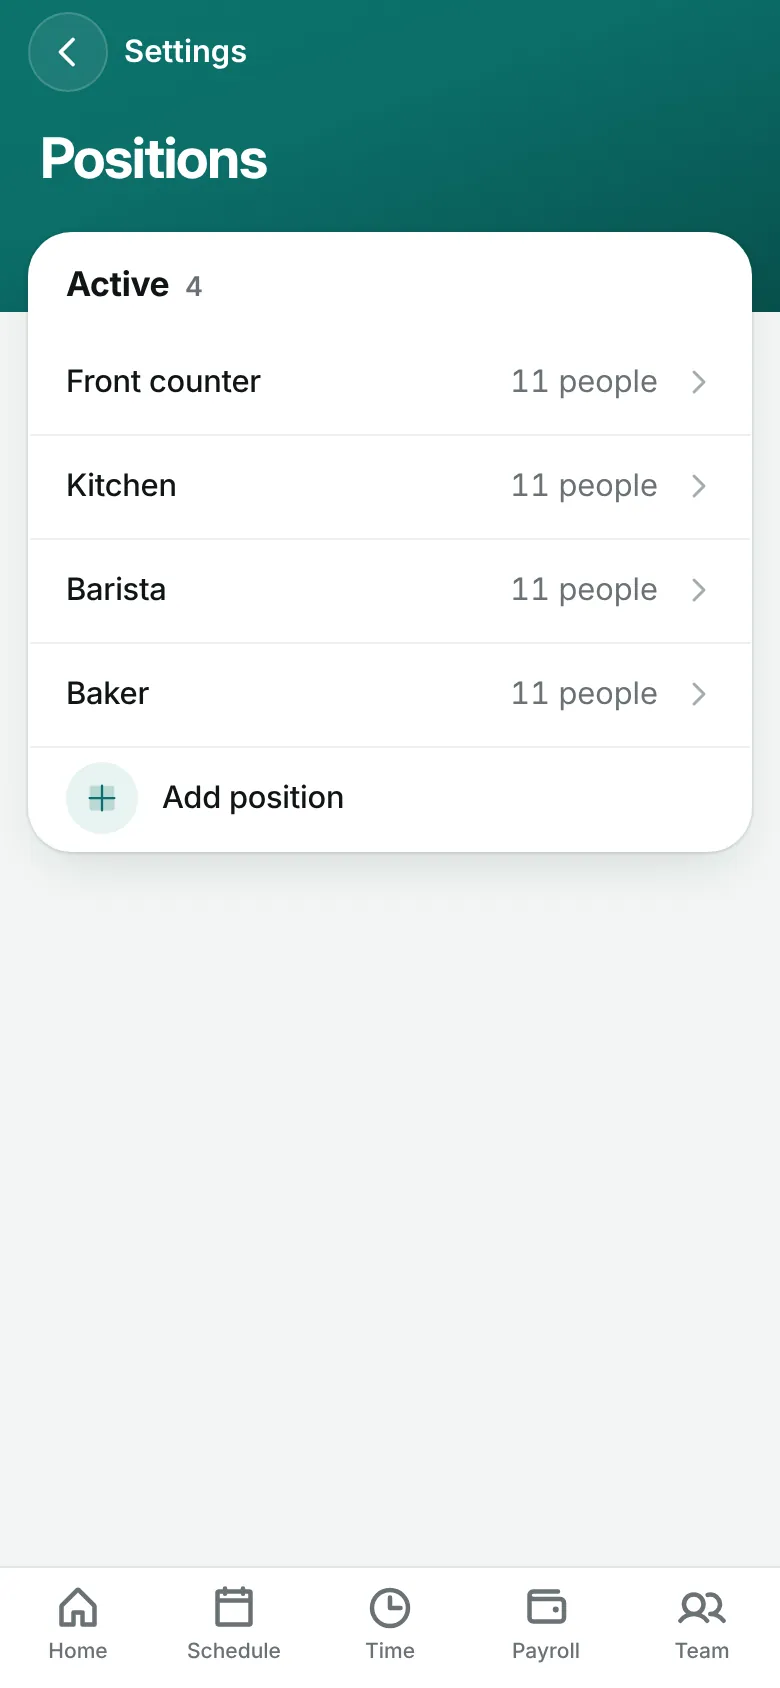 Settings
Positions
Active 4
Front counter 11 people
Kitchen 11 people
Barista 11 people
Baker 11 people
Add position
Home Schedule Time Payroll Team